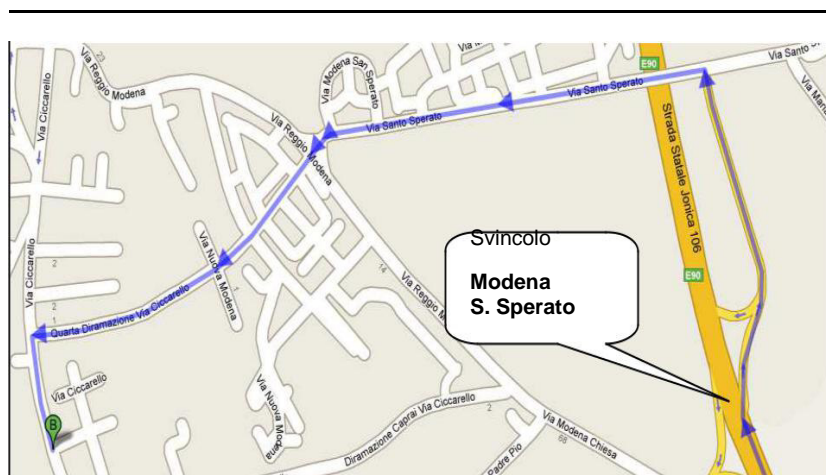 E90
23
Via Reggio Modena
Via Ciccarello
Via Modena San Sperato
Via Santo Sperato
Via Santo Sperato
Via Santo
Via Reggio Modena
Strada Statale Jonica 106
Svincolo
Modena
S. Sperato
E90
14
Via Reggio
Via Nuova Modena
1
2
2
1
Via Ciccarello
Quarta Diramazione Via Ciccarello
Via Ciccarello
B
Via Nuova Modena
Diramazione Caprai Via Ciccarello
2
Via Modena Chiesa
68
Padre Pio